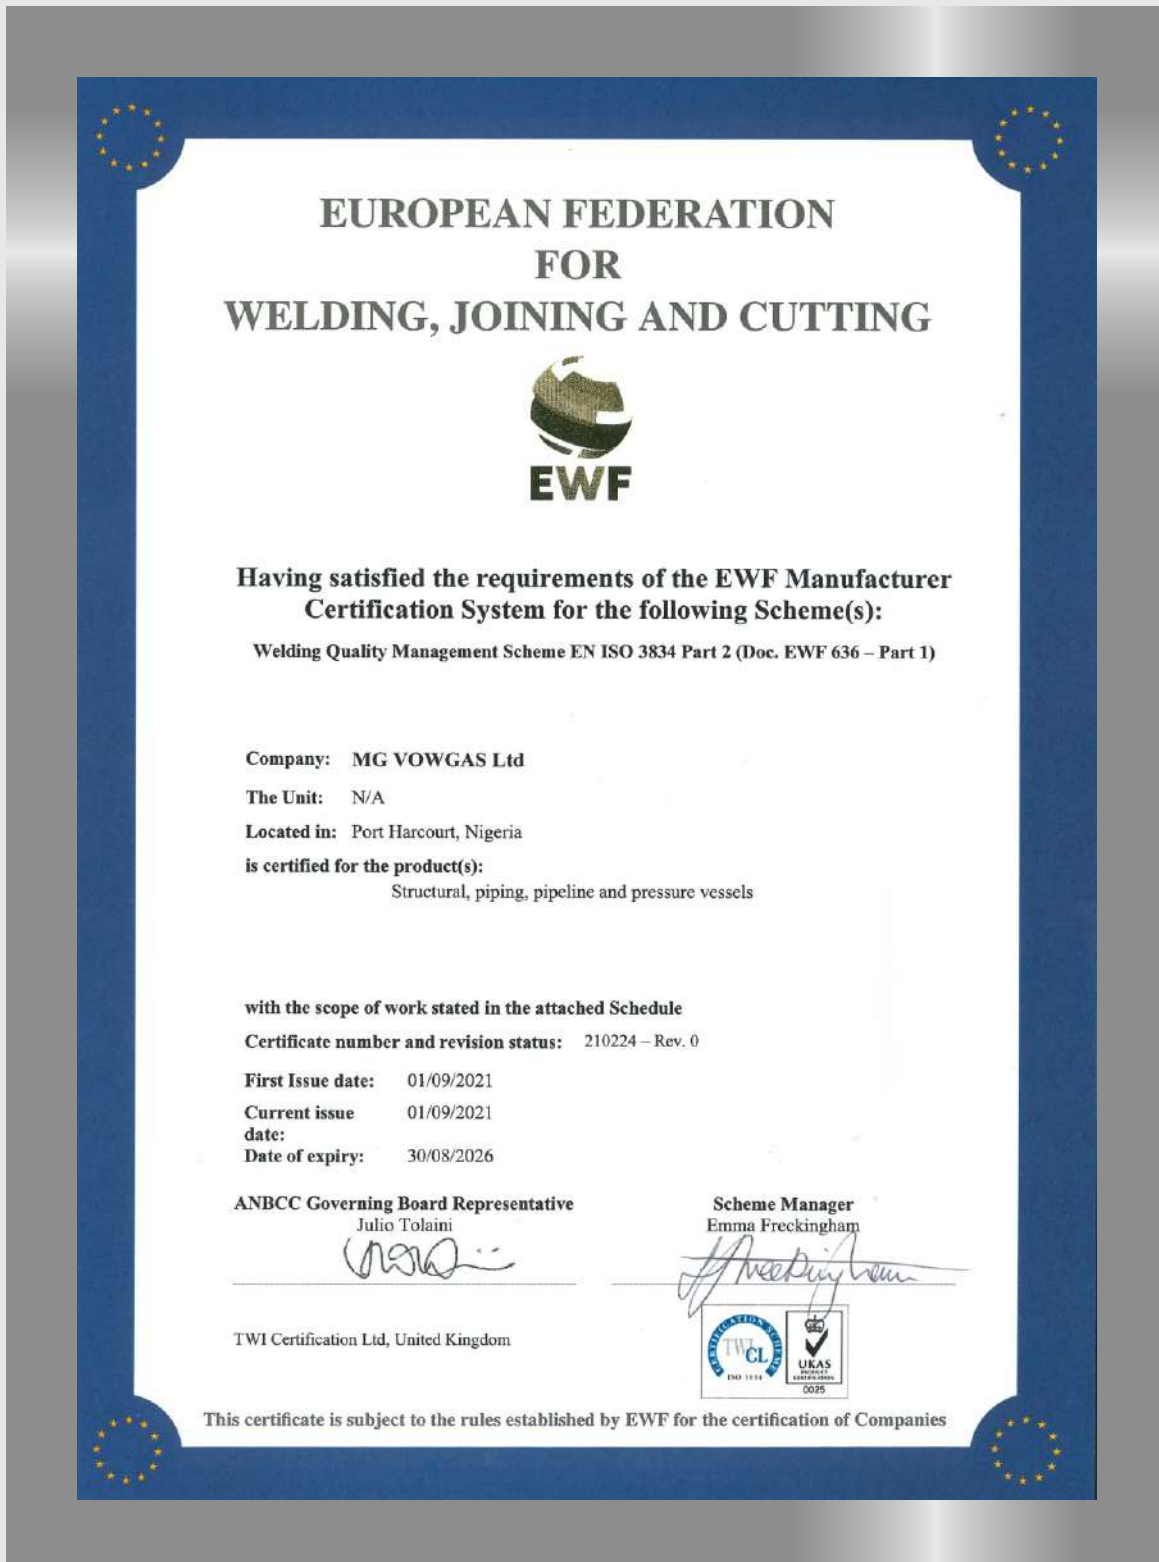 EUROPEAN FEDERATION
FOR
WELDING, JOINING AND CUTTING
EWF
Having satisfied the requirements of the EWF Manufacturer
Certification System for the following Scheme(s):
Welding Quality Management Scheme EN ISO 3834 Part 2 (Doc. EWF 636 – Part 1)
Company: MG VOWGAS Ltd
The Unit: N/A
Located in: Port Harcourt, Nigeria
is certified for the product(s):
Structural, piping, pipeline and pressure vessels
with the scope of work stated in the attached Schedule
Certificate number and revision status: 210224 – Rev. 0
First Issue date: 01/09/2021
Current issue 01/09/2021
date:
Date of expiry: 30/08/2026
ANBCC Governing Board Representative
Julio Tolaini
Scheme Manager
Emma Freckingham
TWI Certification Ltd, United Kingdom
CERTIFICATION SCHEME
TWI
CL
ISO 3834
UKAS
PRODUCT
CERTIFICATION
0025
This certificate is subject to the rules established by EWF for the certification of Companies